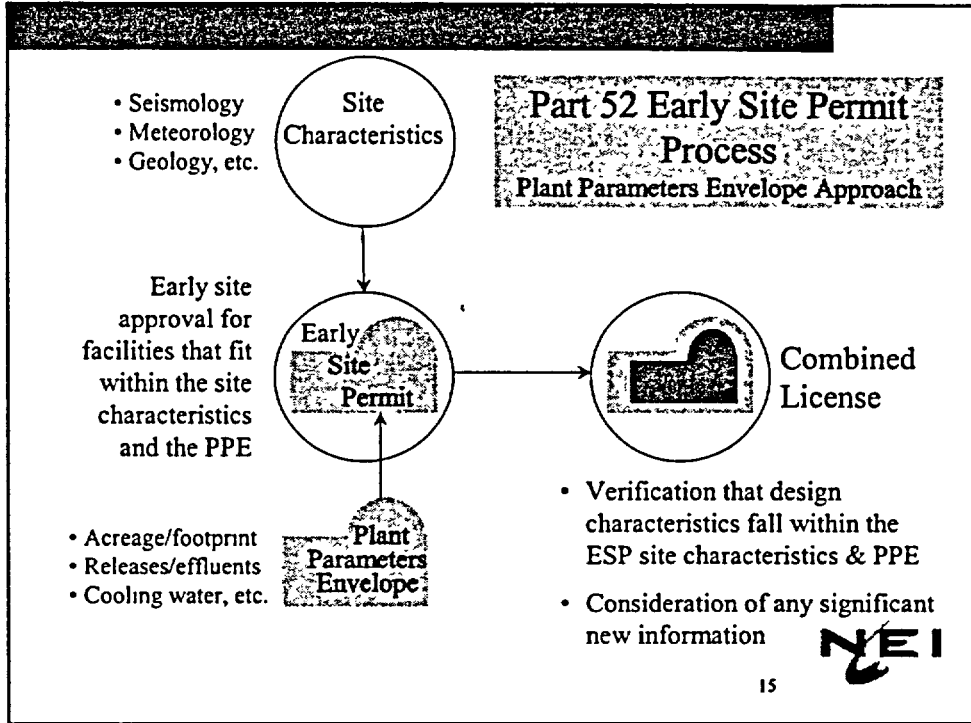 Part 52 Early Site Permit
Process
Plant Parameters Envelope Approach
• Seismology
• Meteorology
• Geology, etc.
Site
Characteristics
Early site
approval for
facilities that fit
within the site
characteristics
and the PPE
Early
Site
Permit
Combined
License
• Acreage/footprint
• Releases/effluents
• Cooling water, etc.
Plant
Parameters
Envelope
• Verification that design
characteristics fall within the
ESP site characteristics & PPE
• Consideration of any significant
new information
NEI
15